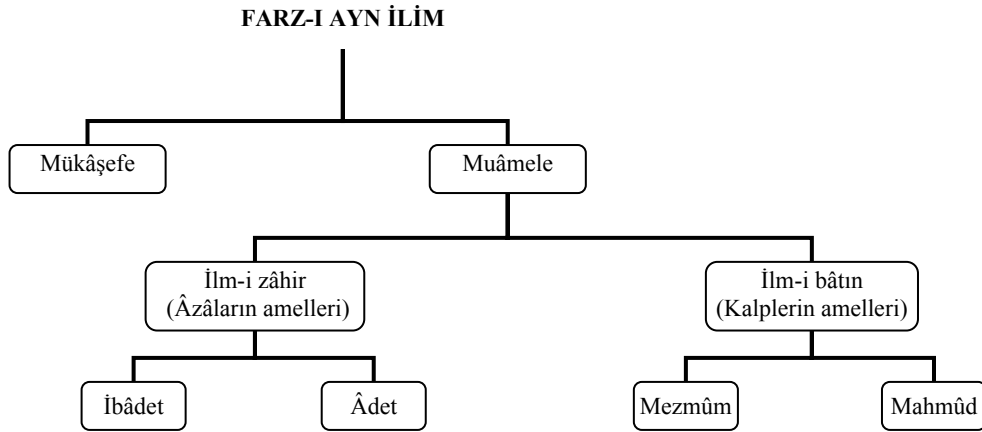 FARZ-I AYN İLİM
Mükâşefe
Muâmele
İlm-i zâhir
(Âzâların amelleri)
İlm-i bâtın
(Kalplerin amelleri)
İbâdet
Âdet
Mezmûm
Mahmûd